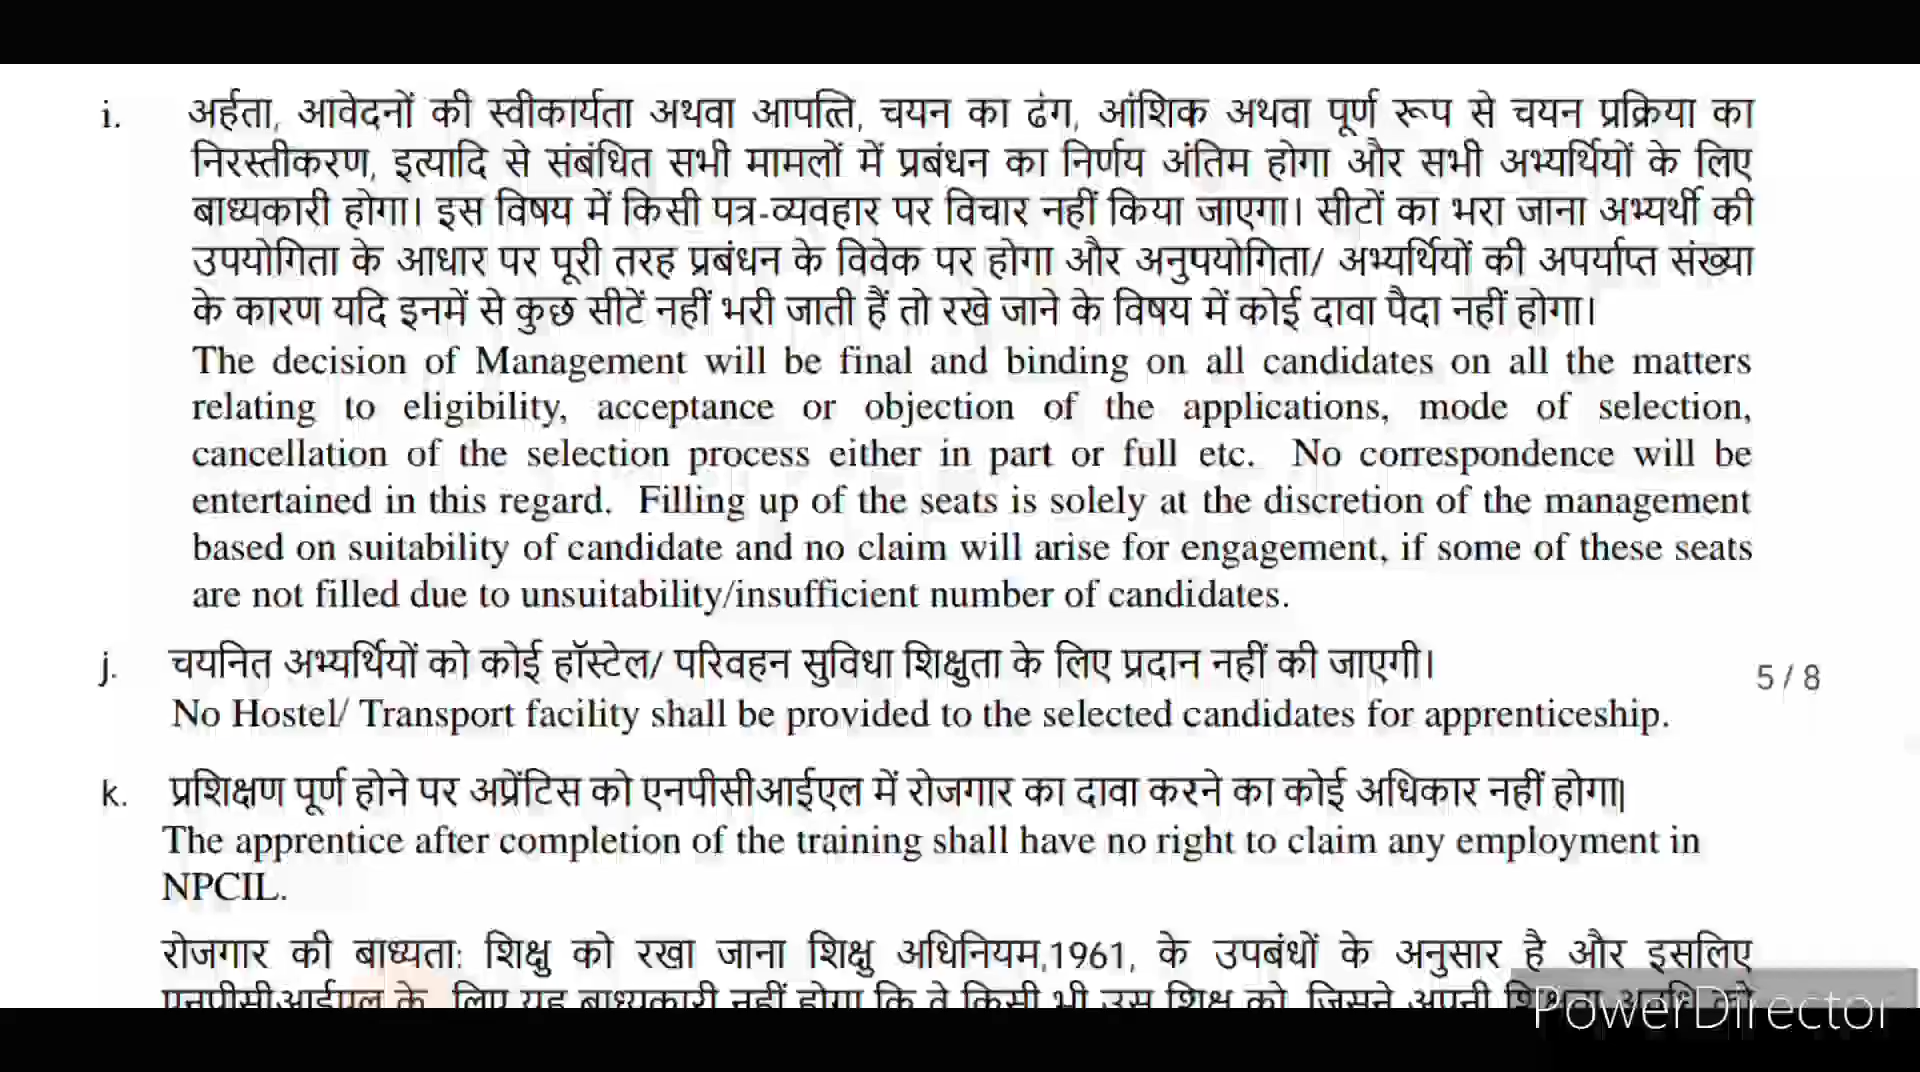 i. अर्हता, आवेदनों की स्वीकार्यता अथवा आपत्ति, चयन का ढंग, आंशिक अथवा पूर्ण रूप से चयन प्रक्रिया का
निरस्तीकरण, इत्यादि से संबंधित सभी मामलों में प्रबंधन का निर्णय अंतिम होगा और सभी अभ्यर्थियों के लिए
बाध्यकारी होगा। इस विषय में किसी पत्र-व्यवहार पर विचार नहीं किया जाएगा। सीटों का भरा जाना अभ्यर्थी की
उपयोगिता के आधार पर पूरी तरह प्रबंधन के विवेक पर होगा और अनुपयोगिता/ अभ्यर्थियों की अपर्याप्त संख्या
के कारण यदि इनमें से कुछ सीटें नहीं भरी जाती हैं तो रखे जाने के विषय में कोई दावा पैदा नहीं होगा।
The decision of Management will be final and binding on all candidates on all the matters
relating to eligibility, acceptance or objection of the applications, mode of selection,
cancellation of the selection process either in part or full etc. No correspondence will be
entertained in this regard. Filling up of the seats is solely at the discretion of the management
based on suitability of candidate and no claim will arise for engagement, if some of these seats
are not filled due to unsuitability/insufficient number of candidates.
j. चयनित अभ्यर्थियों को कोई हॉस्टेल/ परिवहन सुविधा शिक्षुता के लिए प्रदान नहीं की जाएगी।
5 / 8
No Hostel/ Transport facility shall be provided to the selected candidates for apprenticeship.
k. प्रशिक्षण पूर्ण होने पर अप्रेंटिस को एनपीसीआईएल में रोजगार का दावा करने का कोई अधिकार नहीं होगा|
The apprentice after completion of the training shall have no right to claim any employment in
NPCIL.
रोजगार की बाध्यता: शिक्षु को रखा जाना शिक्षु अधिनियम,1961, के उपबंधों के अनुसार है और इसलिए
एनपीसीआईएल के लिए यह बाध्यकारी नहीं होगा कि वे किसी भी उस शिक्षु को जिसने अपनी
PowerDirector